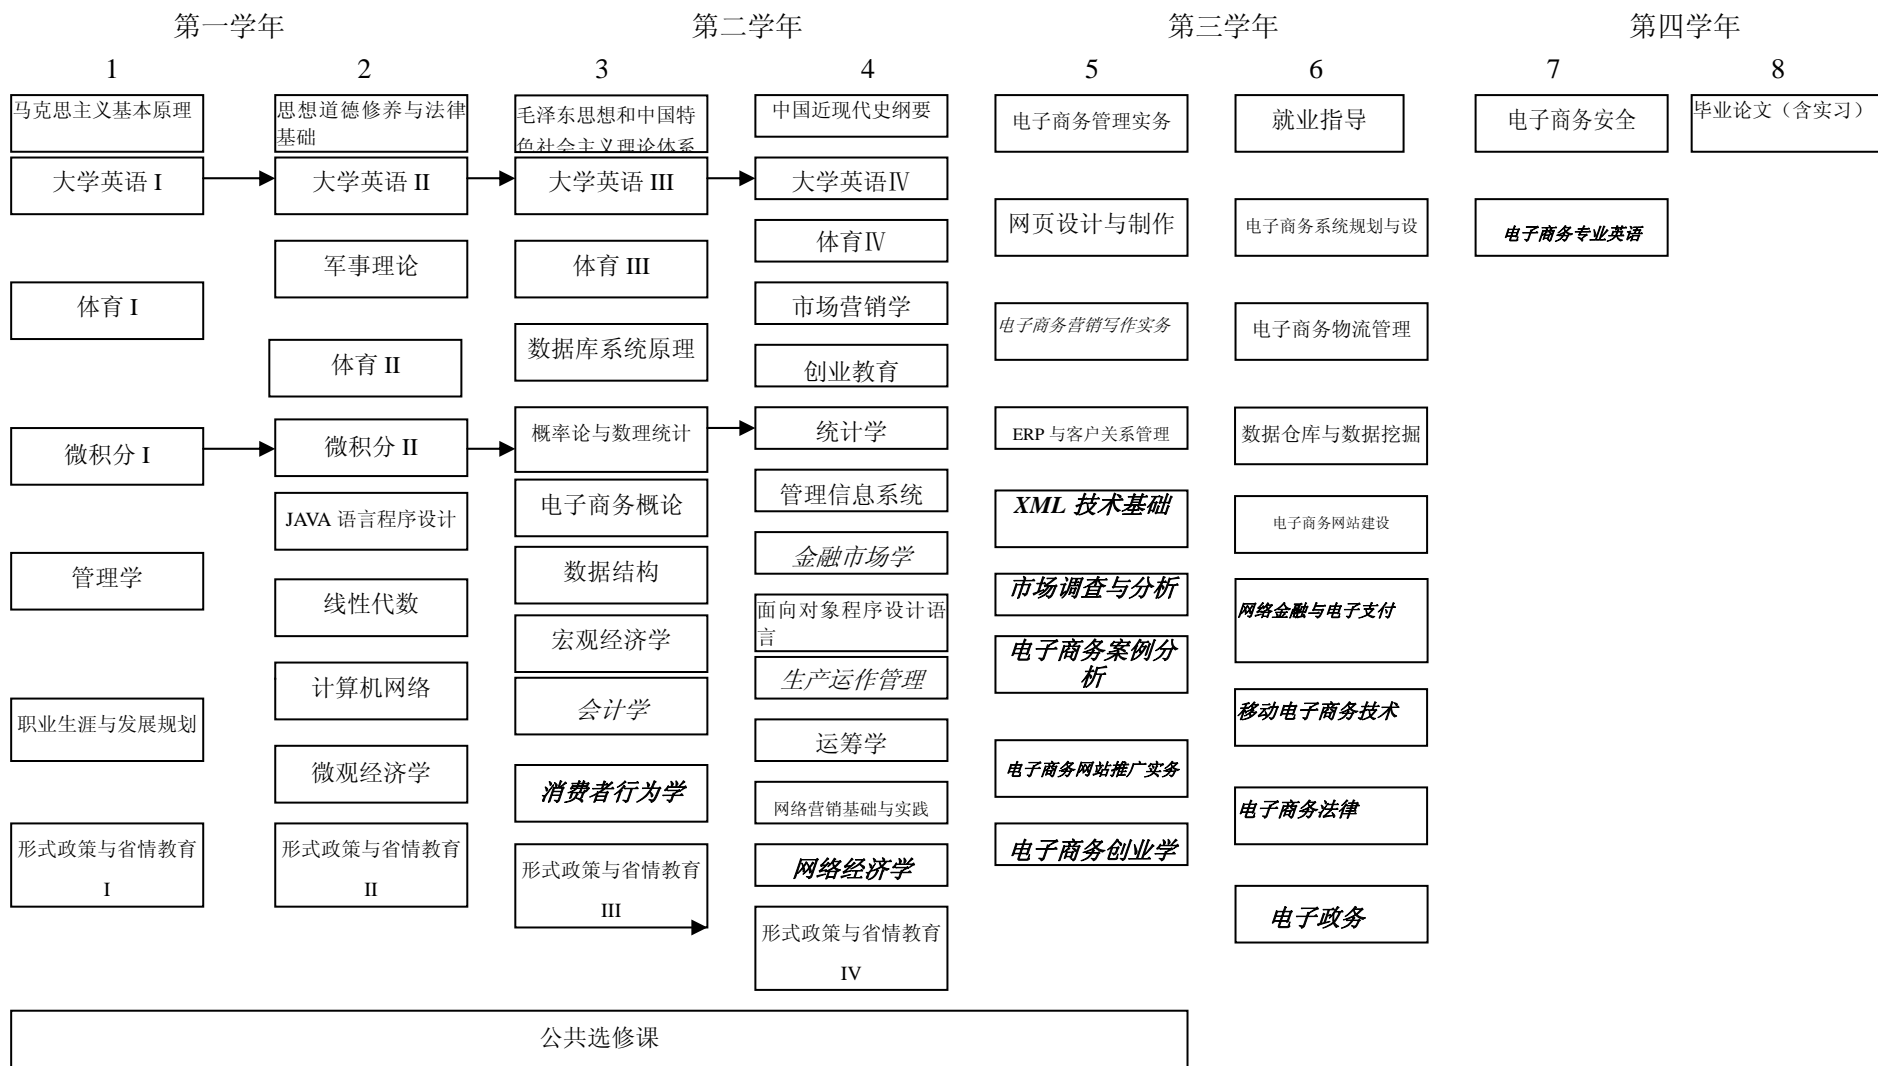 第一学年
第二学年
第三学年
第四学年
1
2
3
4
5
6
7
8
马克思主义基本原理
大学英语 I
体育 I
微积分 I
管理学
职业生涯与发展规划
形式政策与省情教育
I
思想道德修养与法律
基础
大学英语 II
军事理论
体育 II
微积分 II
JAVA 语言程序设计
线性代数
计算机网络
微观经济学
形式政策与省情教育
II
毛泽东思想和中国特
色社会主义理论体系
大学英语 III
体育 III
数据库系统原理
概率论与数理统计
电子商务概论
数据结构
宏观经济学
会计学
消费者行为学
形式政策与省情教育
III
中国近现代史纲要
大学英语Ⅳ
体育Ⅳ
市场营销学
创业教育
统计学
管理信息系统
金融市场学
面向对象程序设计语
言
生产运作管理
运筹学
网络营销基础与实践
网络经济学
形式政策与省情教育
IV
电子商务管理实务
网页设计与制作
电子商务营销写作实务
ERP 与客户关系管理
XML 技术基础
市场调查与分析
电子商务案例分
析
电子商务网站推广实务
电子商务创业学
就业指导
电子商务系统规划与设
电子商务物流管理
数据仓库与数据挖掘
电子商务网站建设
网络金融与电子支付
移动电子商务技术
电子商务法律
电子政务
电子商务安全
电子商务专业英语
毕业论文（含实习）
公共选修课